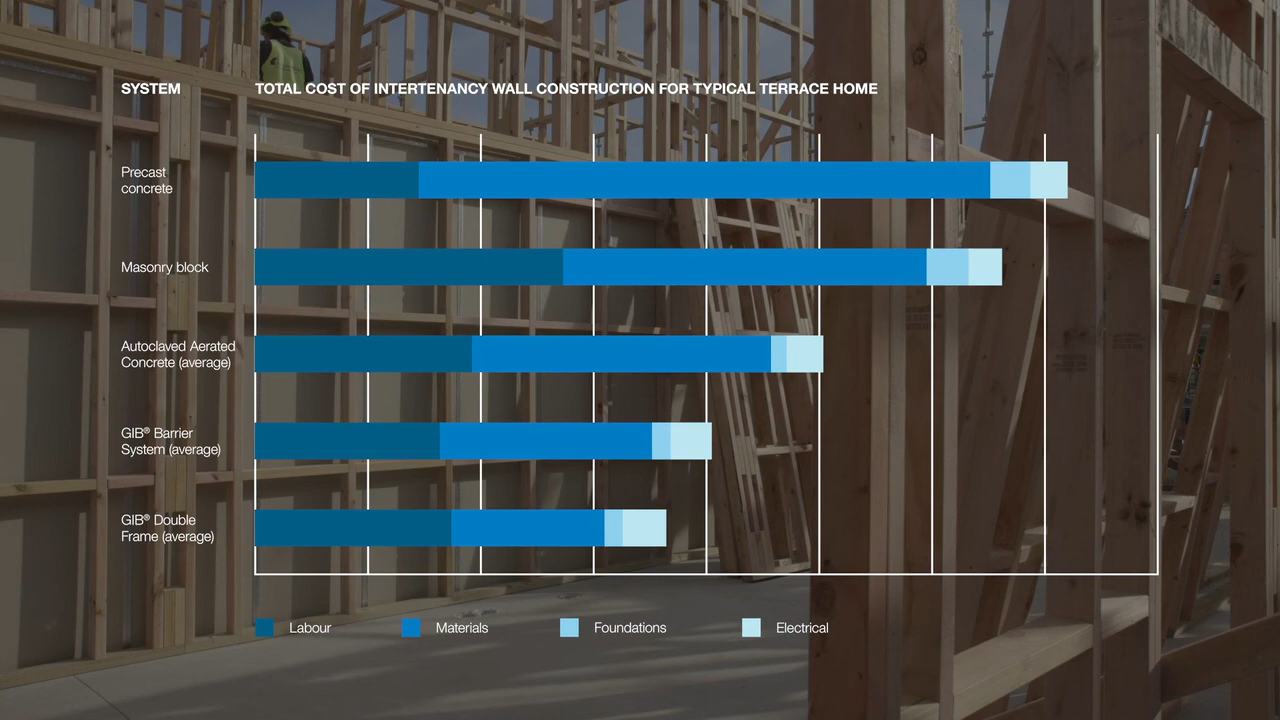 SYSTEM
TOTAL COST OF INTERTENANCY WALL CONSTRUCTION FOR TYPICAL TERRACE HOME
Precast
concrete
Masonry block
Autoclaved Aerated
Concrete (average)
GIB® Barrier
System (average)
GIB® Double
Frame (average)
Labour
Materials
Foundations
Electrical